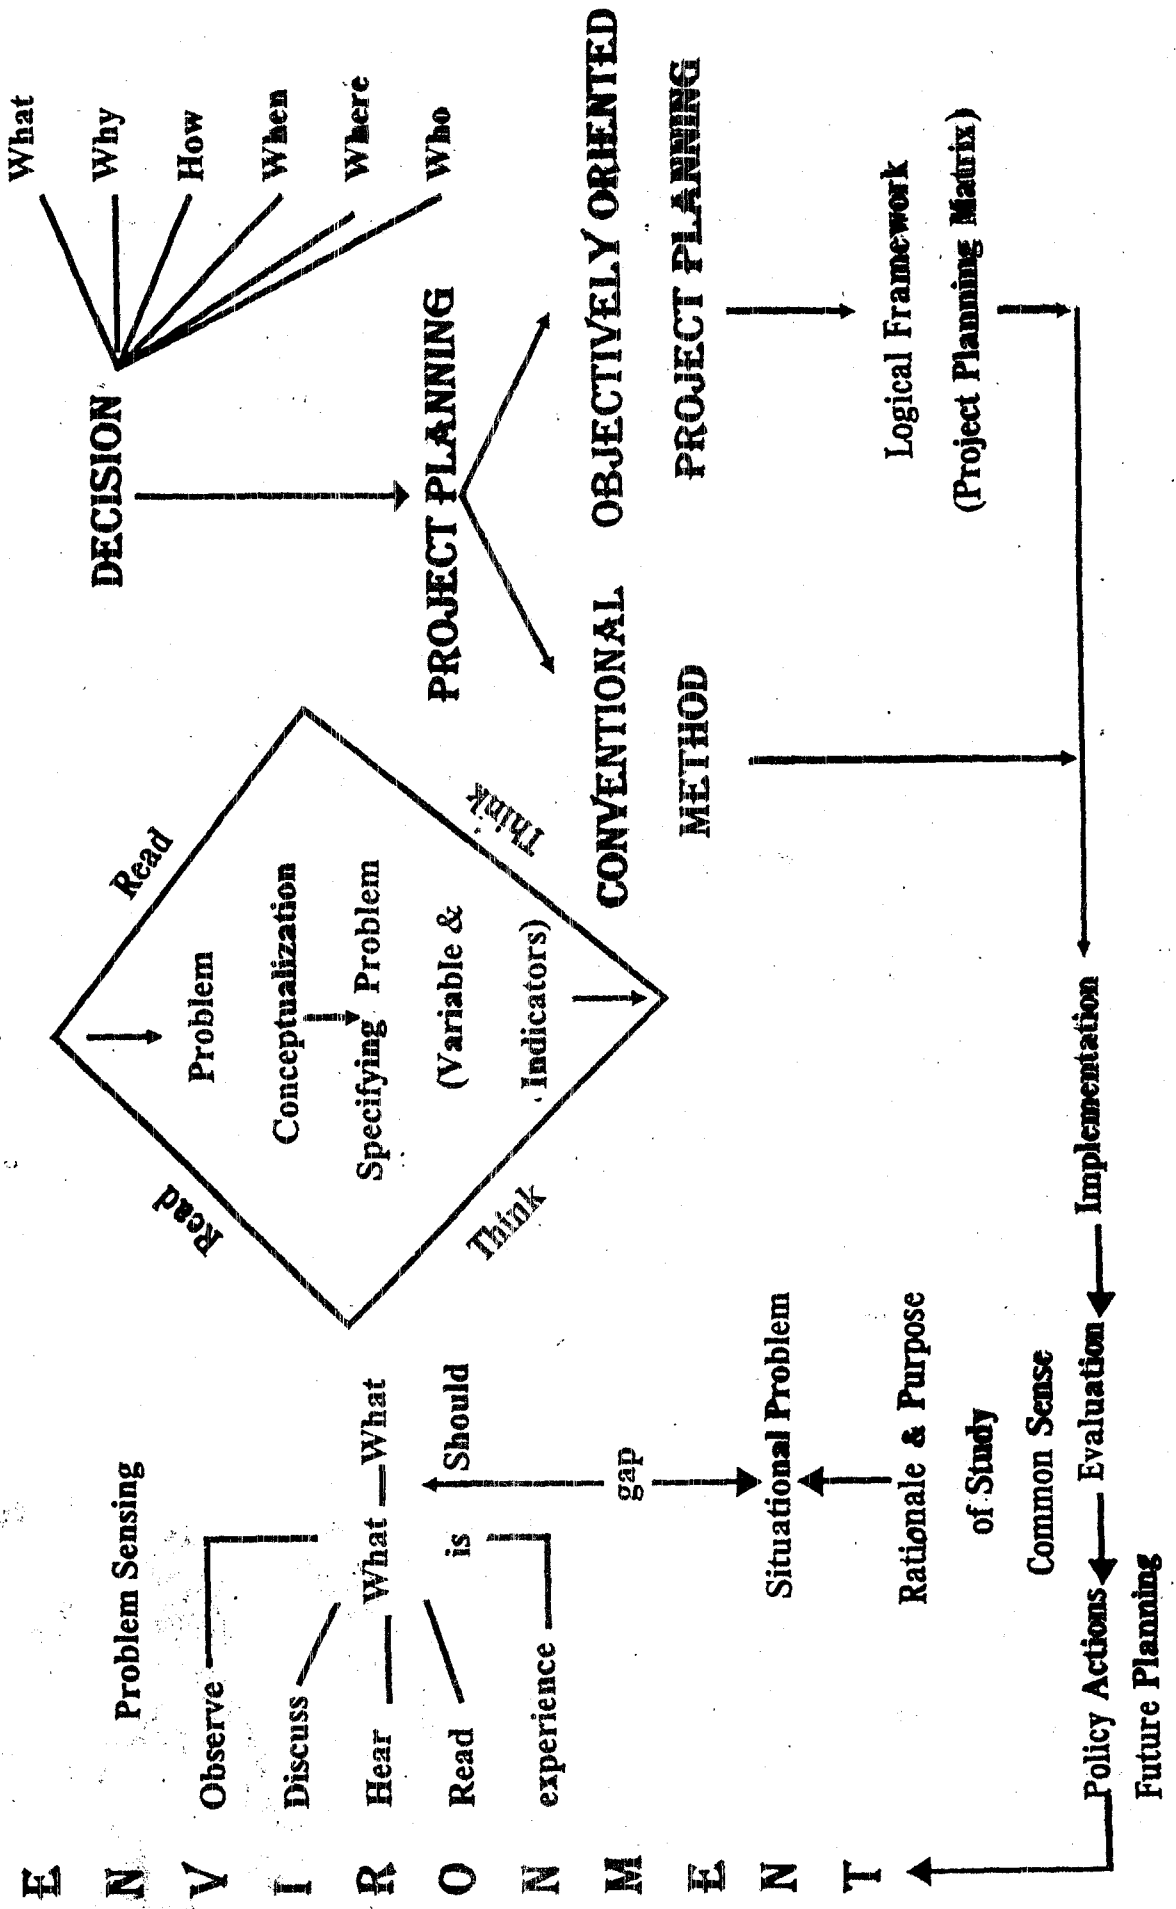 E
N
V
I
R
O
N
M
E
N
T
Problem Sensing
Observe
Discuss
Hear
Read
experience
What
is
What
Should
gap
Situational Problem
Rationale & Purpose
of Study
Common Sense
Read
Read
Problem
Conceptualization
Specifying Problem
(Variable &
Indicators)
Think
Think
DECISION
What
Why
How
When
Where
Who
PROJECT PLANNING
CONVENTIONAL
METHOD
OBJECTIVELY ORIENTED
PROJECT PLANNING
Logical Framework
(Project Planning Matrix)
Implementation
Evaluation
Policy Actions
Future Planning